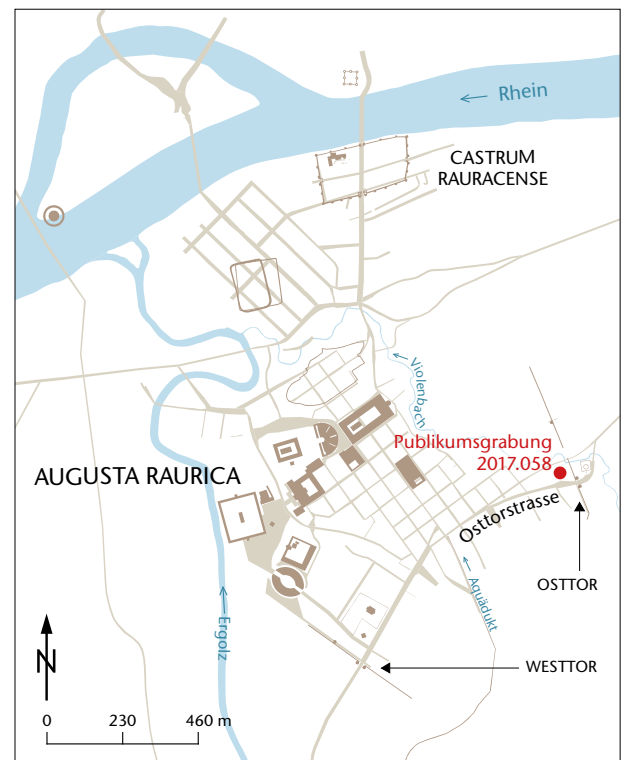 Rhein
CASTRUM
RAURACENSE
Violenbach
Publikumsgrabung
2017.058
AUGUSTA RAURICA
Osttorstrasse
OSTTOR
Aquädukt
Ergolz
WESTTOR
N
0 230 460 m